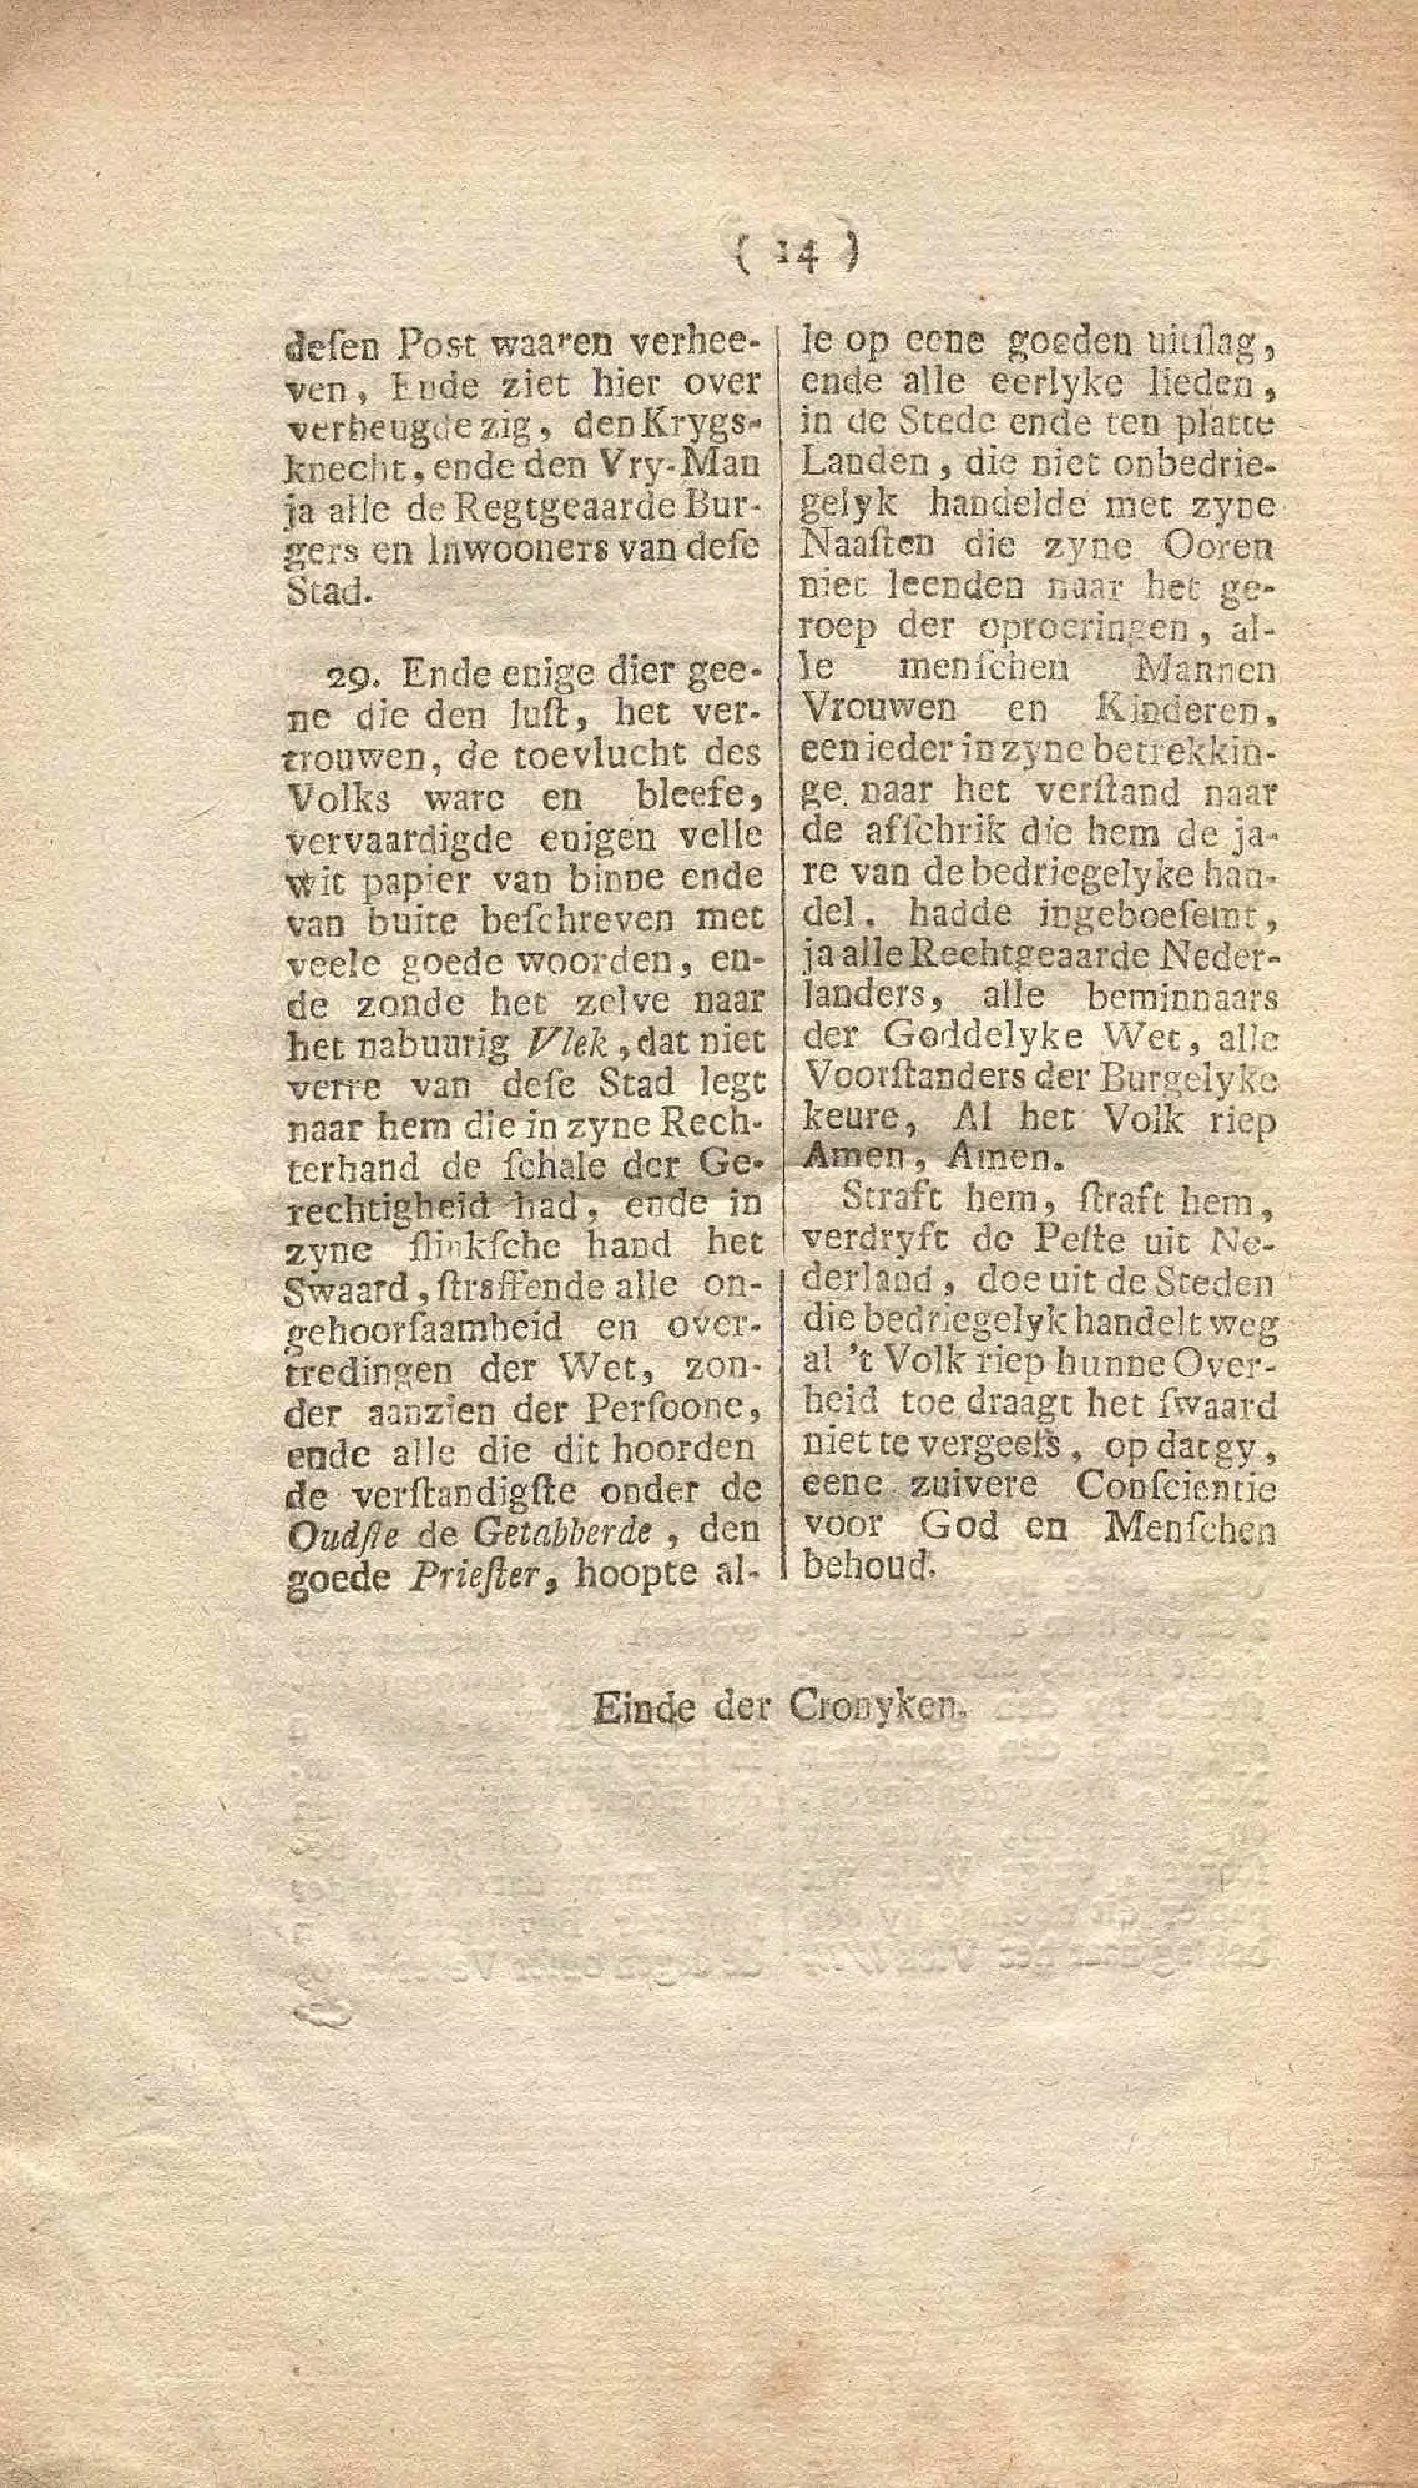 ( 14 )
deſen Post waaren verhee-
ven, Ende ziet hier over
verheugde zig, den Krygs-
knecht, ende den Vry-Man
ja alle de Regtgeaarde Bur-
gers en Inwooners van deſe
Stad.
29. Ende enige dier gee-
ne die den luſt, het ver-
trouwen, de toevlucht des
Volks ware en bleefe,
vervaardigde enigen velle
wit papier van binne ende
van buite beſchreven met
veele goede woorden, en-
de zonde het zelve naar
het nabuurig Vlek, dat niet
verre van deſe Stad legt
naar hem die in zyne Rech-
terhand de ſchale der Ge-
rechtigheid had, ende in
zyne ſlinkſche hand het
Swaard, ſtraffende alle on-
gehoorſaamheid en over-
tredingen der Wet, zon-
der aanzien der Perſoone,
ende alle die dit hoorden
de verſtandigſte onder de
Oudſte de Getabberde, den
goede Prieſter, hoopte al-
le op eene goeden uitſlag,
ende alle eerlyke lieden,
in de Stede ende ten platte
Landen, die niet onbedrie-
gelyk handelde met zyne
Naaſten die zyne Ooren
niet leenden naar het ge-
roep der oproeringen, al-
le menſchen Mannen
Vrouwen en Kinderen,
een ieder in zyne betrekkin-
ge. naar het verſtand naar
de afſchrik die hem de ja-
re van de bedriegelyke han-
del. hadde ingeboeſemt,
ja alle Rechtgeaarde Neder-
landers, alle beminnaars
der Goddelyke Wet, alle
Voorſtanders der Burgelyke
keure, Al het Volk riep
Amen, Amen.
Straft hem, ſtraft hem,
verdryft de Peſte uit Ne-
derland, doe uit de Steden
die bedriegelyk handelt weg
al 't Volk riep hunne Over-
heid toe draagt het ſwaard
niet te vergeefs, op dat gy,
eene zuivere Conſcientie
voor God en Menſchen
behoud.
Einde der Cronyken.